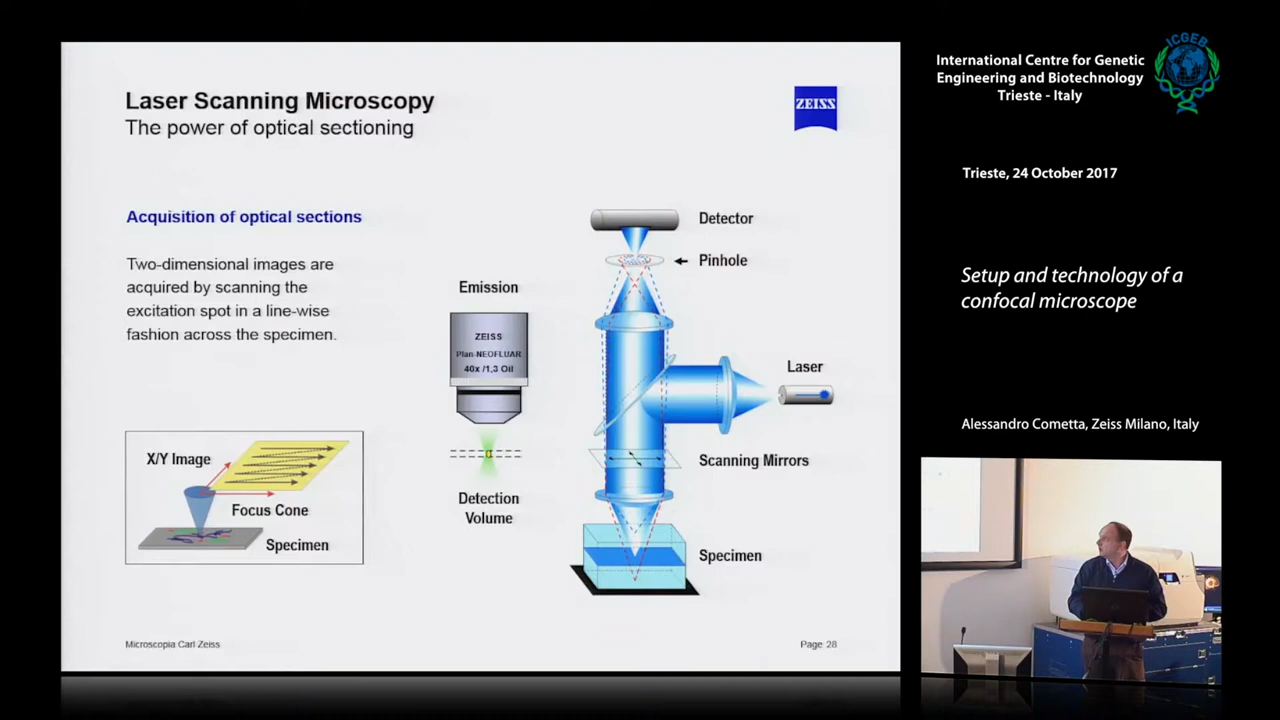 Laser Scanning Microscopy
The power of optical sectioning
ZEISS
Acquisition of optical sections
Two-dimensional images are
acquired by scanning the
excitation spot in a line-wise
fashion across the specimen.
X/Y Image
Focus Cone
Specimen
Emission
ZEISS
Plan-NEOFLUAR
40x /1,3 Oil
Detection
Volume
Detector
Pinhole
Laser
Scanning Mirrors
Specimen
Microscopia Carl Zeiss
Page 28
International Centre for Genetic
Engineering and Biotechnology
Trieste - Italy
ICGEB
Trieste, 24 October 2017
Setup and technology of a
confocal microscope
Alessandro Cometta, Zeiss Milano, Italy